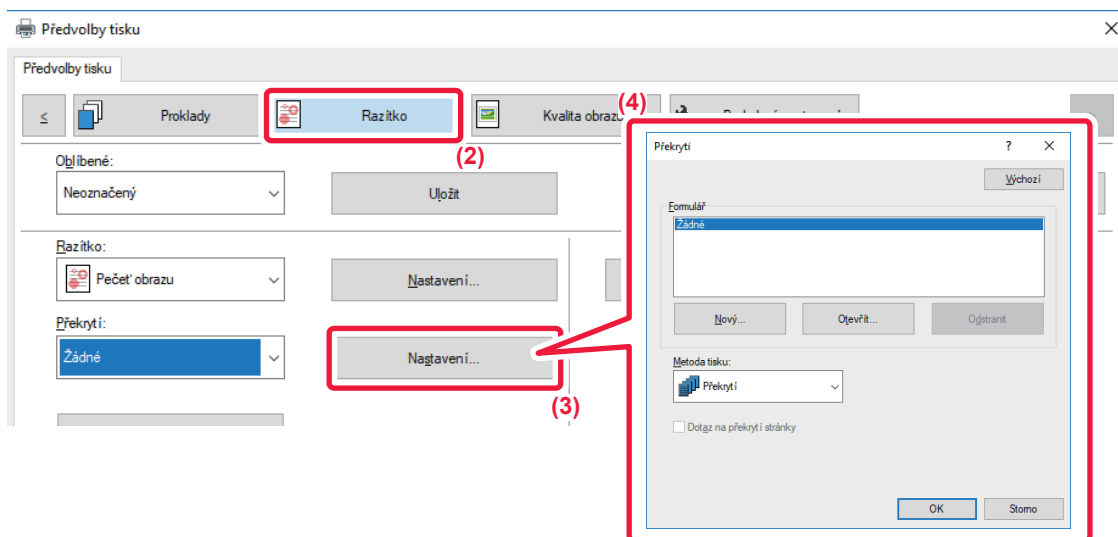 Předvolby tisku
Předvolby tisku
≤
Proklady
Razítko
Kvalita obrazu
(2)
Oblíbené:
Neoznačený
Uložit
Razítko:
Pečeť obrazu
Nastavení...
Překrytí:
Žádné
Nastavení...
(3)
(4)
Překrytí
?
Výchozí
Formulář
Žádné
Nový...
Otevřít...
Odstranit
Metoda tisku:
Překrytí
Dotaz na překrytí stránky
OK
Storno